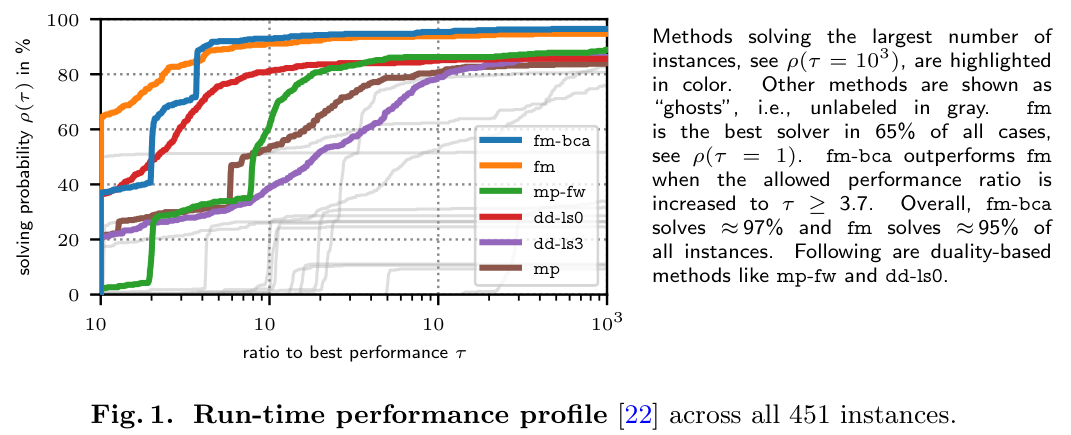 100
80
60
40
20
0
solving probability ρ(τ) in %
10
10
10
10³
ratio to best performance τ
fm-bca
fm
mp-fw
dd-ls0
dd-ls3
mp
Methods solving the largest number of
instances, see ρ(τ = 10³), are highlighted
in color. Other methods are shown as
“ghosts”, i.e., unlabeled in gray. fm
is the best solver in 65% of all cases,
see ρ(τ = 1). fm-bca outperforms fm
when the allowed performance ratio is
increased to τ ≥ 3.7. Overall, fm-bca
solves ≈97% and fm solves ≈95% of
all instances. Following are duality-based
methods like mp-fw and dd-ls0.
Fig. 1. Run-time performance profile [22] across all 451 instances.